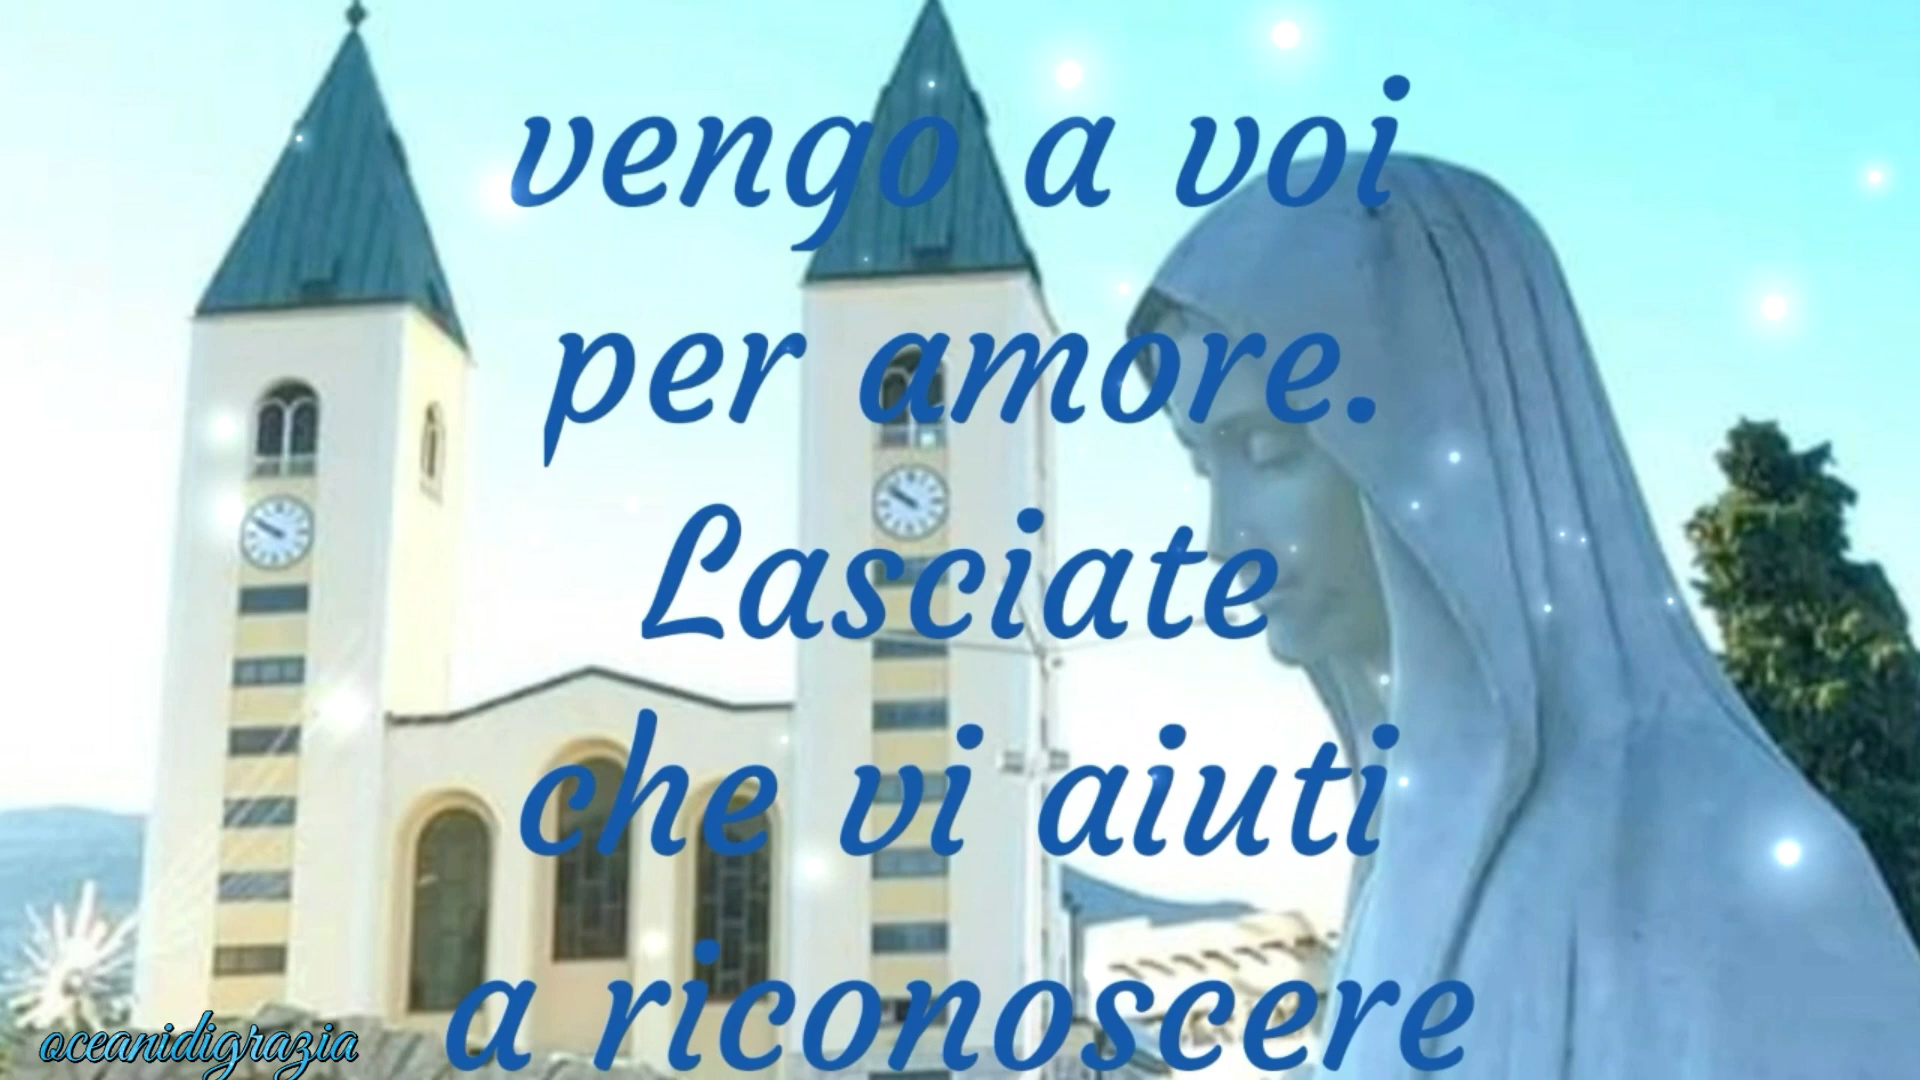 vengo a voi
per amore.
Lasciate
che vi aiuti
a riconoscere
oceanidigrazia